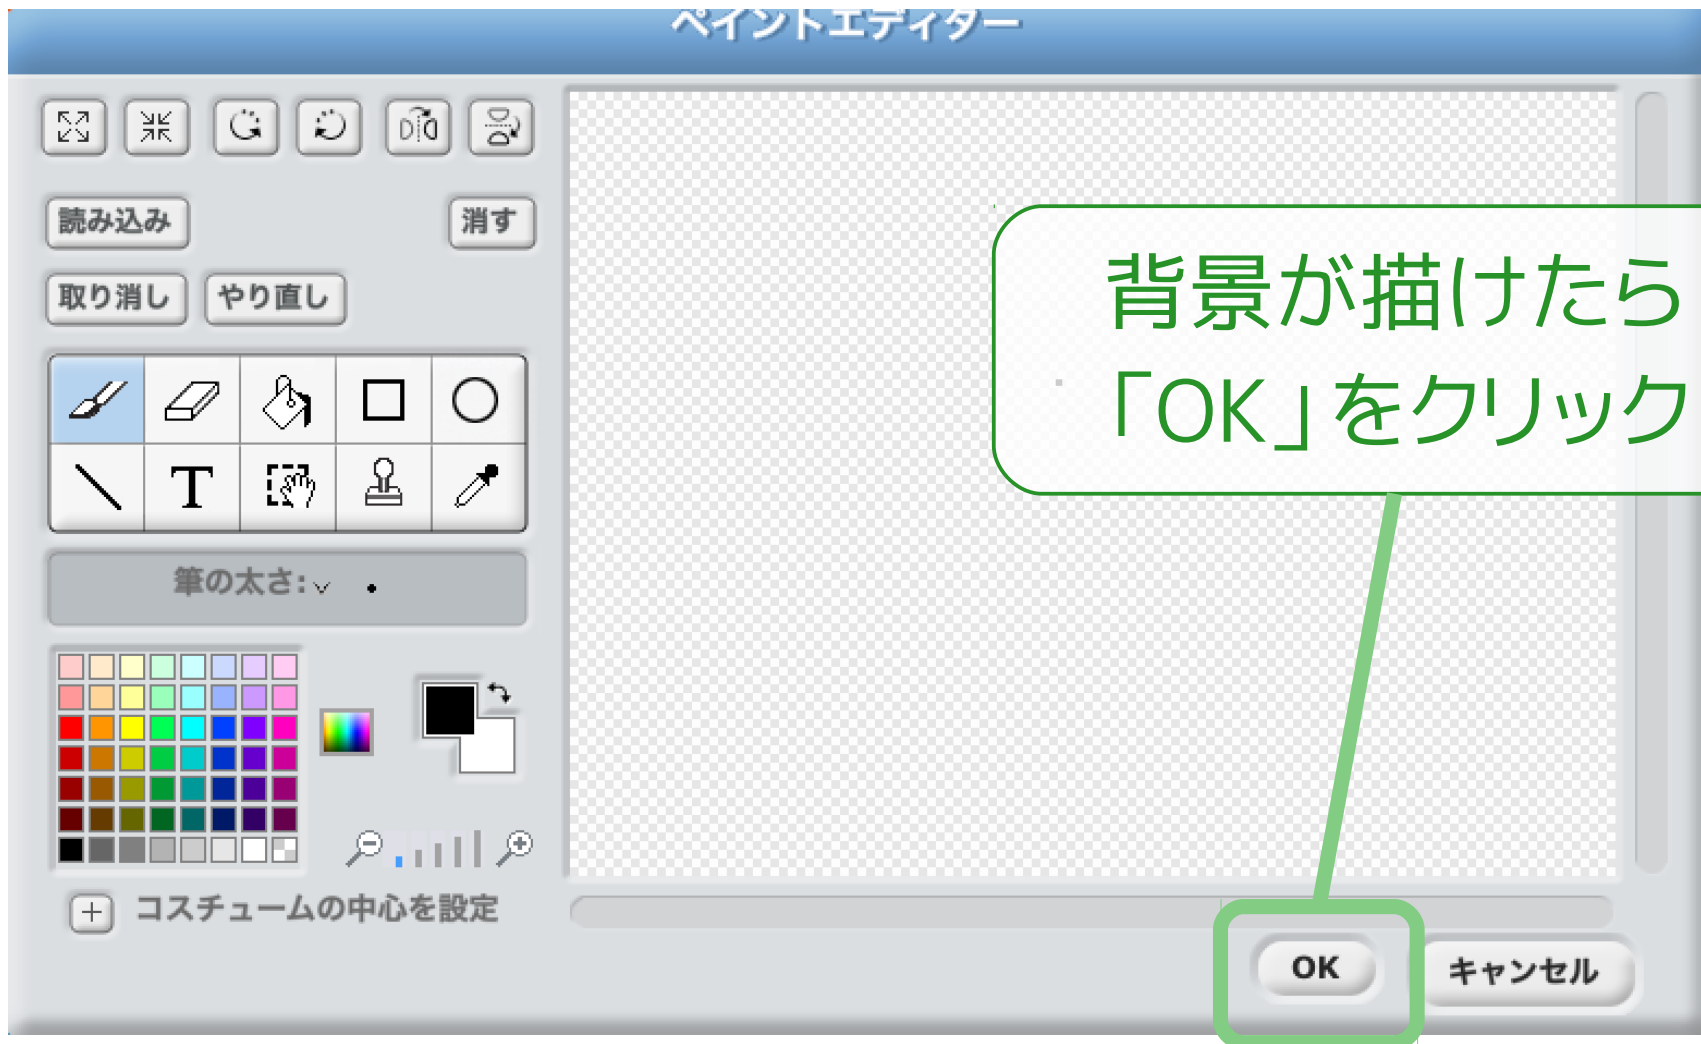 ペイントエディター
読み込み
消す
取り消し
やり直し
背景が描けたら
「OK」をクリック
T
筆の太さ:
コスチュームの中心を設定
OK
キャンセル